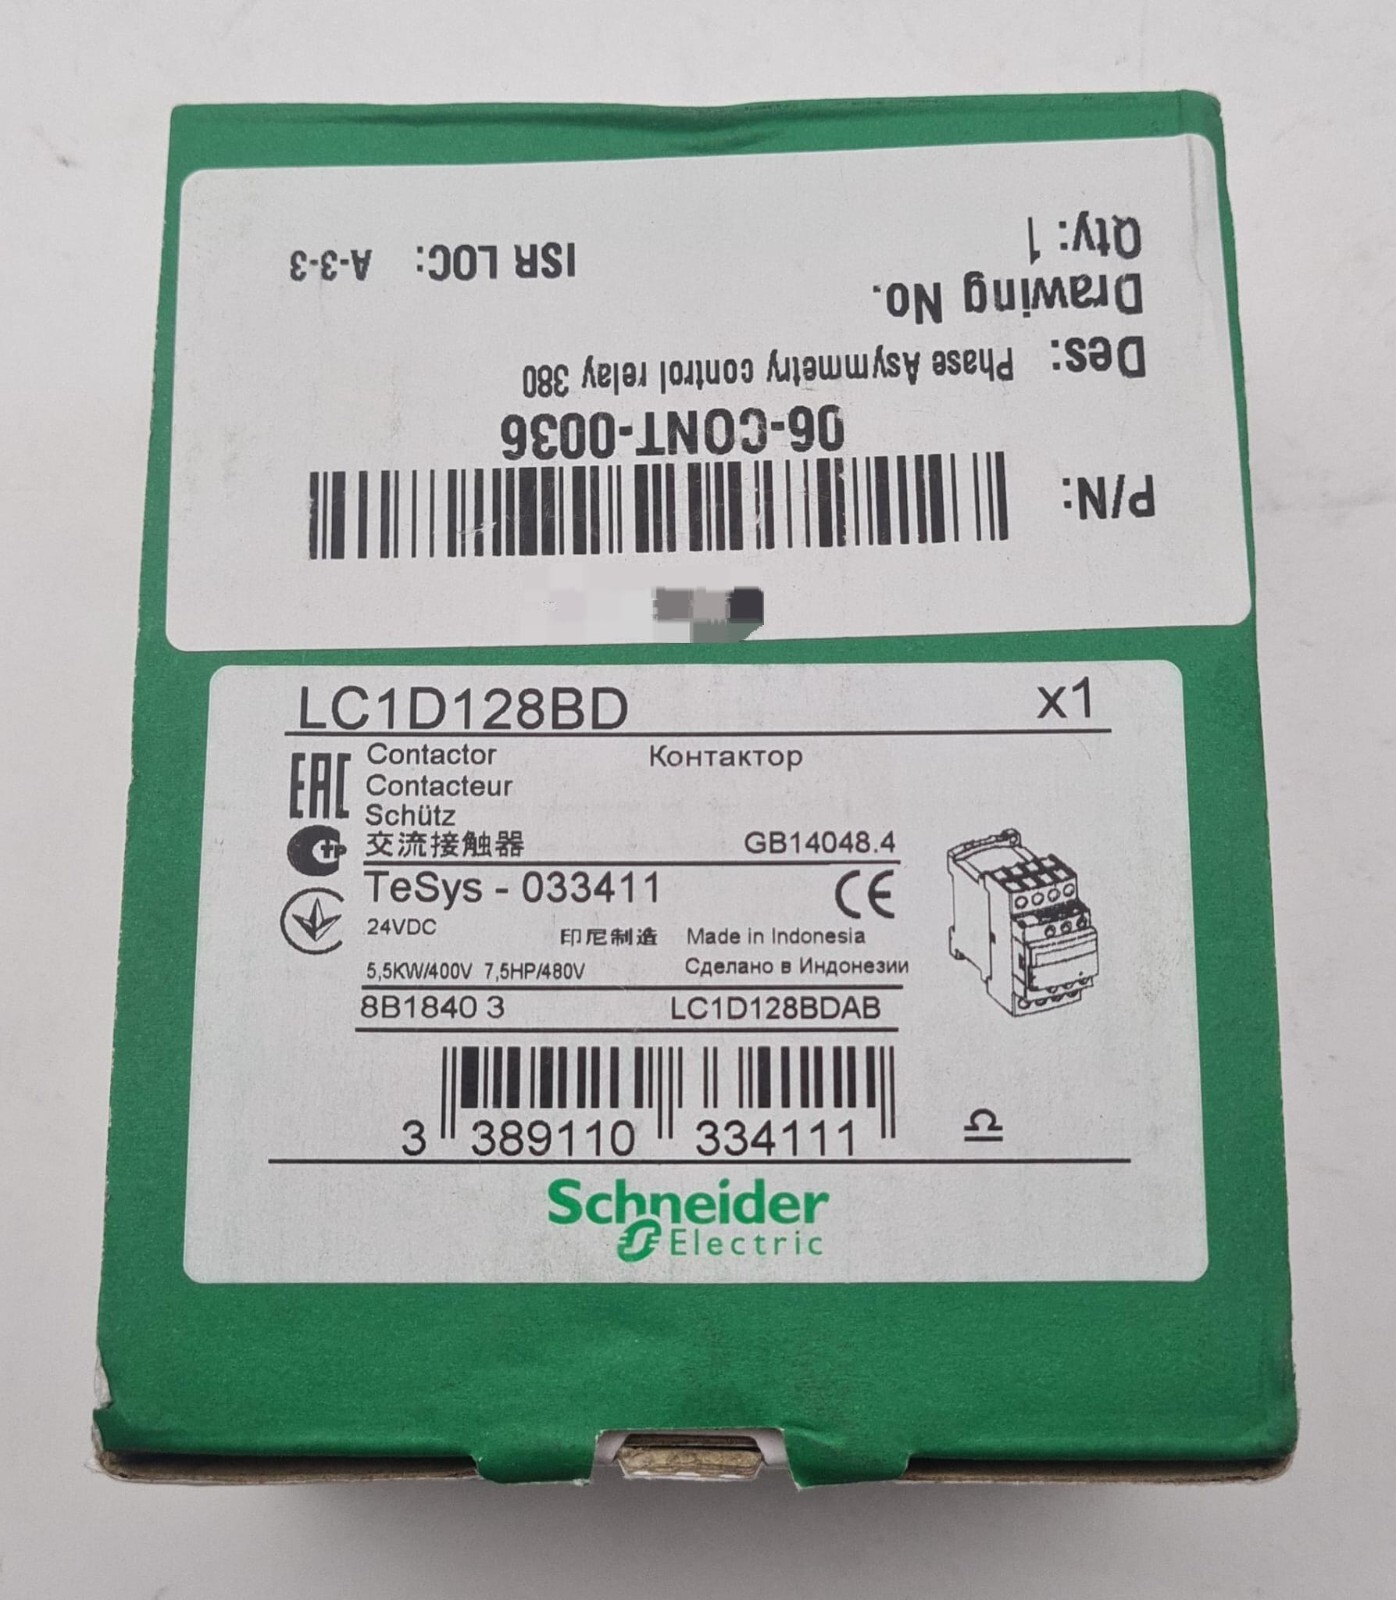 P/N:
06-CONT-0036
Des: Phase Asymmetry control relay 380
Drawing No.
Qty: 1 ISR LOC: A-3-3
LC1D128BD x1
EAC Contactor Контактор
Contacteur
Schütz
交流接触器 GB14048.4
TeSys - 033411 CE
24VDC 印尼制造 Made in Indonesia
5,5KW/400V 7,5HP/480V Сделано в Индонезии
8B1840 3 LC1D128BDAB
3 389110 334111
Schneider
Electric